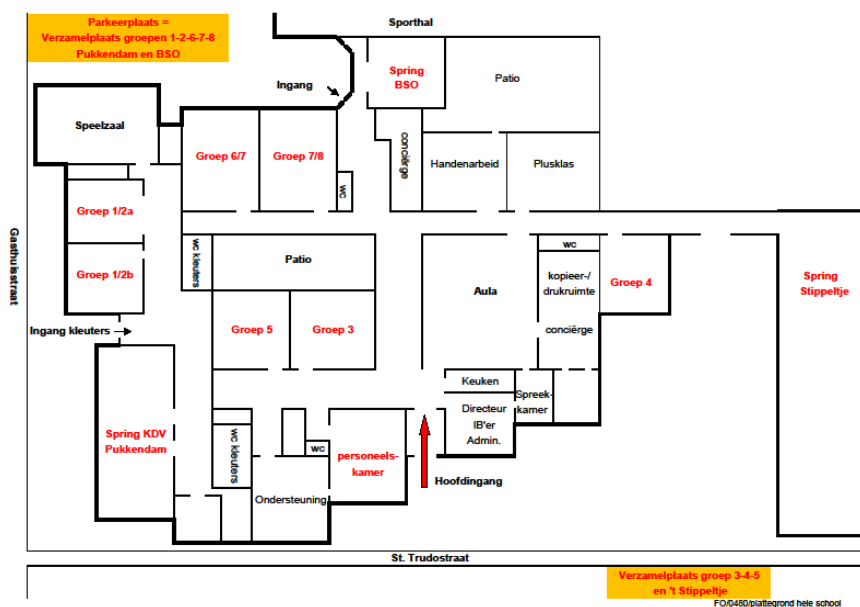 Parkeerplaats =
Verzamelplaats groepen 1-2-6-7-8
Pukkendam en BSO
Sporthal
Ingang
Spring
BSO
Patio
Speelzaal
Groep 6/7
Groep 7/8
conciërge
Handenarbeid
Plusklas
wc
Groep 1/2a
Gasthuisstraat
wc kleuters
Patio
wc
Groep 1/2b
Aula
kopieer-/
drukruimte
Groep 4
Spring
Stippeltje
Ingang kleuters
Groep 5
Groep 3
conciërge
Keuken
Directeur
IB'er
Admin.
Spreek-
kamer
Spring KDV
Pukkendam
wc kleuters
wc
personeels-
kamer
Hoofdingang
Ondersteuning
St. Trudostraat
Verzamelplaats groep 3-4-5
en 't Stippeltje
FO/0480/plattegrond hele school